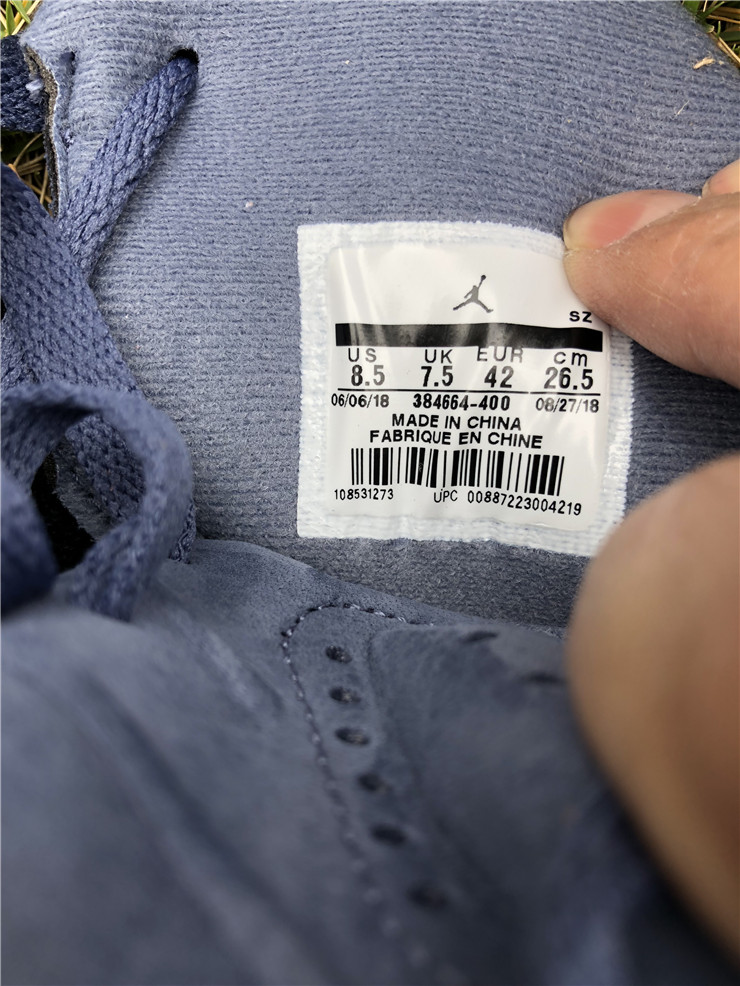 SZ
US UK EUR cm
8.5 7.5 42 26.5
06/06/18 384664-400 08/27/18
MADE IN CHINA
FABRIQUE EN CHINE
108531273 UPC 00887223004219